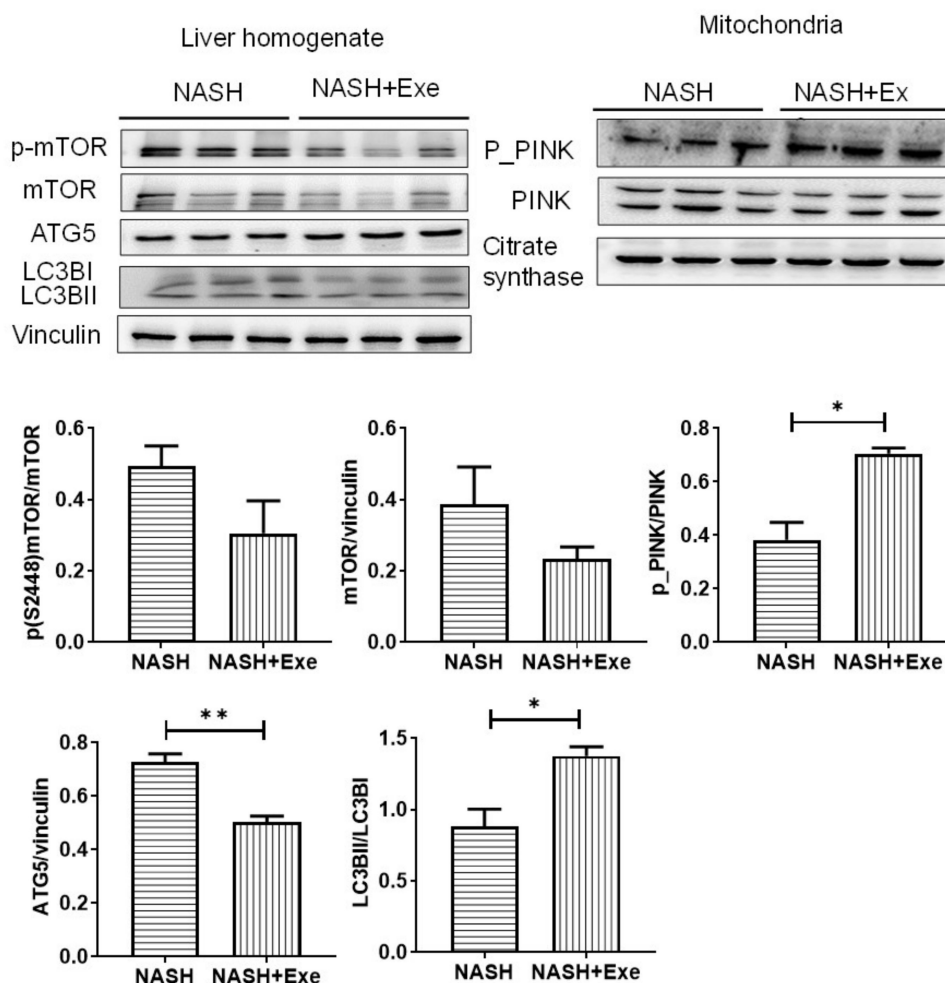 Liver homogenate
NASH NASH+Exe
p-mTOR
mTOR
ATG5
LC3BI
LC3BII
Vinculin
Mitochondria
NASH NASH+Ex
P_PINK
PINK
Citrate
synthase
p(S2448)mTOR/mTOR
0.6
0.4
0.2
0.0
NASH NASH+Exe
mTOR/vinculin
0.6
0.4
0.2
0.0
NASH NASH+Exe
p_PINK/PINK
0.8
0.6
0.4
0.2
0.0
*
NASH NASH+Exe
ATG5/vinculin
0.8
0.6
0.4
0.2
0.0
**
NASH NASH+Exe
LC3BII/LC3BI
1.5
1.0
0.5
0.0
*
NASH NASH+Exe